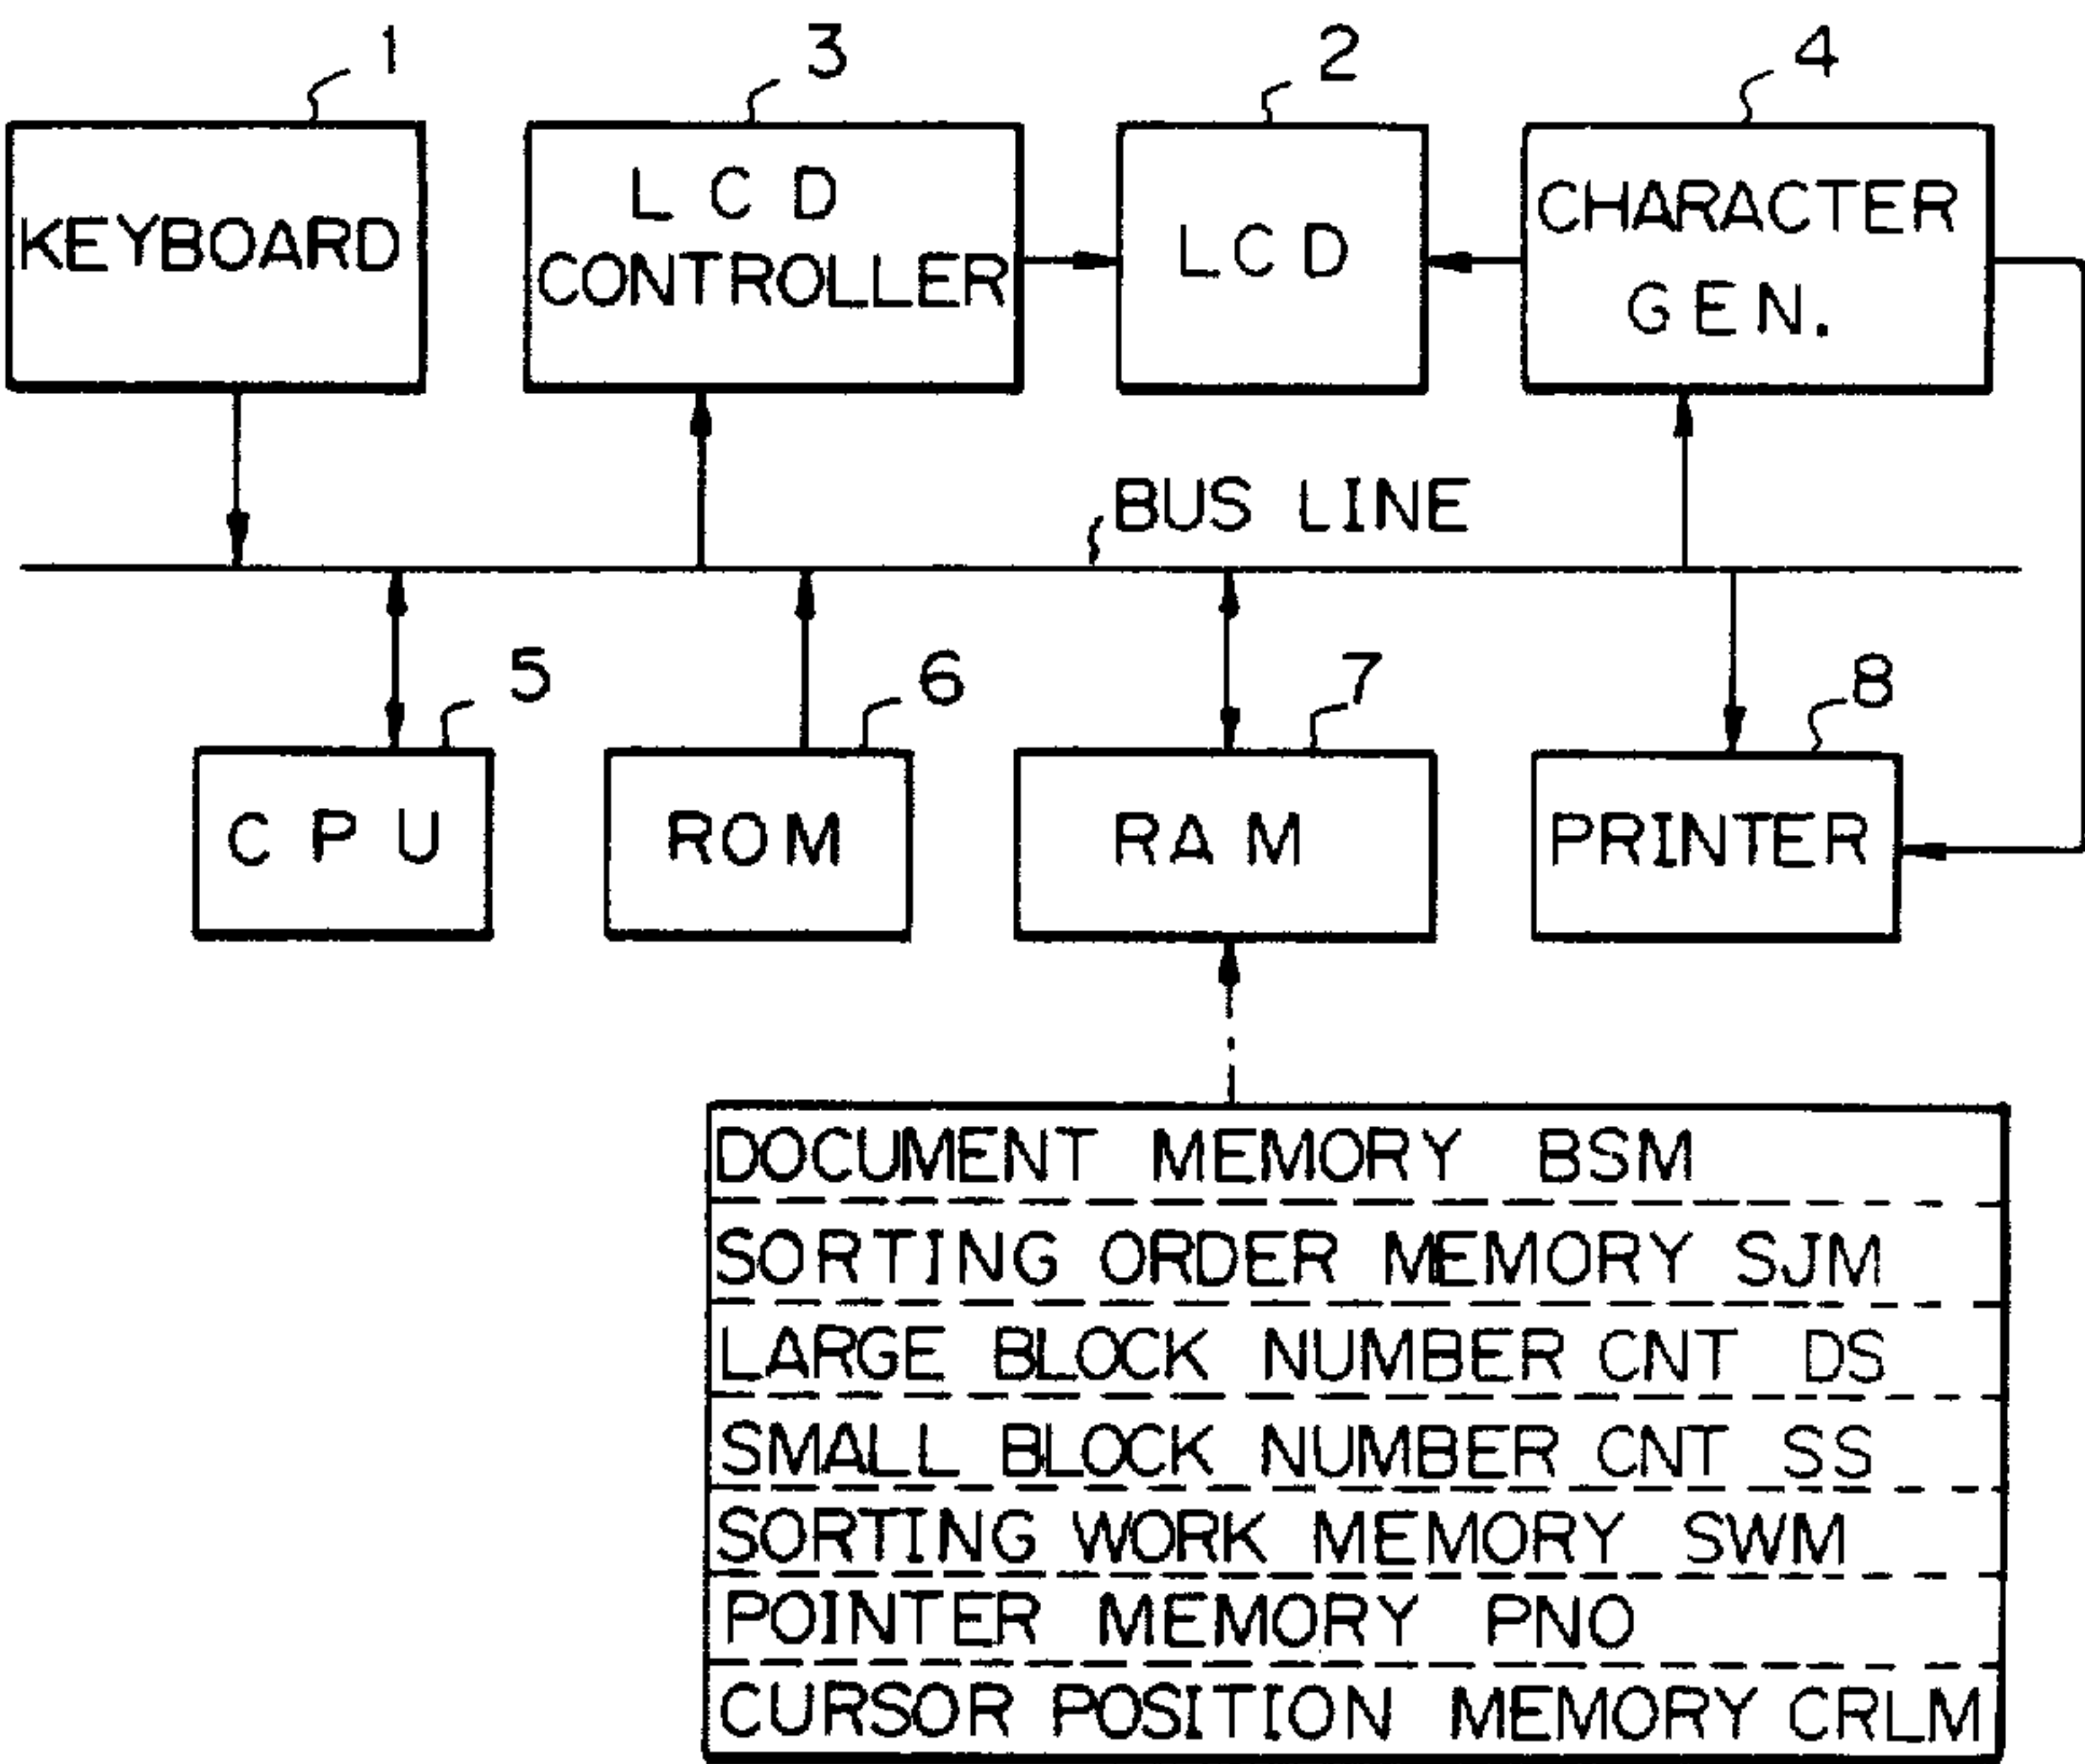 1
3
2
4
KEYBOARD
LCD
CONTROLLER
LCD
CHARACTER
GEN.
BUS LINE
5
6
7
8
CPU
ROM
RAM
PRINTER
DOCUMENT MEMORY BSM
SORTING ORDER MEMORY SJM
LARGE BLOCK NUMBER CNT DS
SMALL BLOCK NUMBER CNT SS
SORTING WORK MEMORY SWM
POINTER MEMORY PNO
CURSOR POSITION MEMORY CRLM